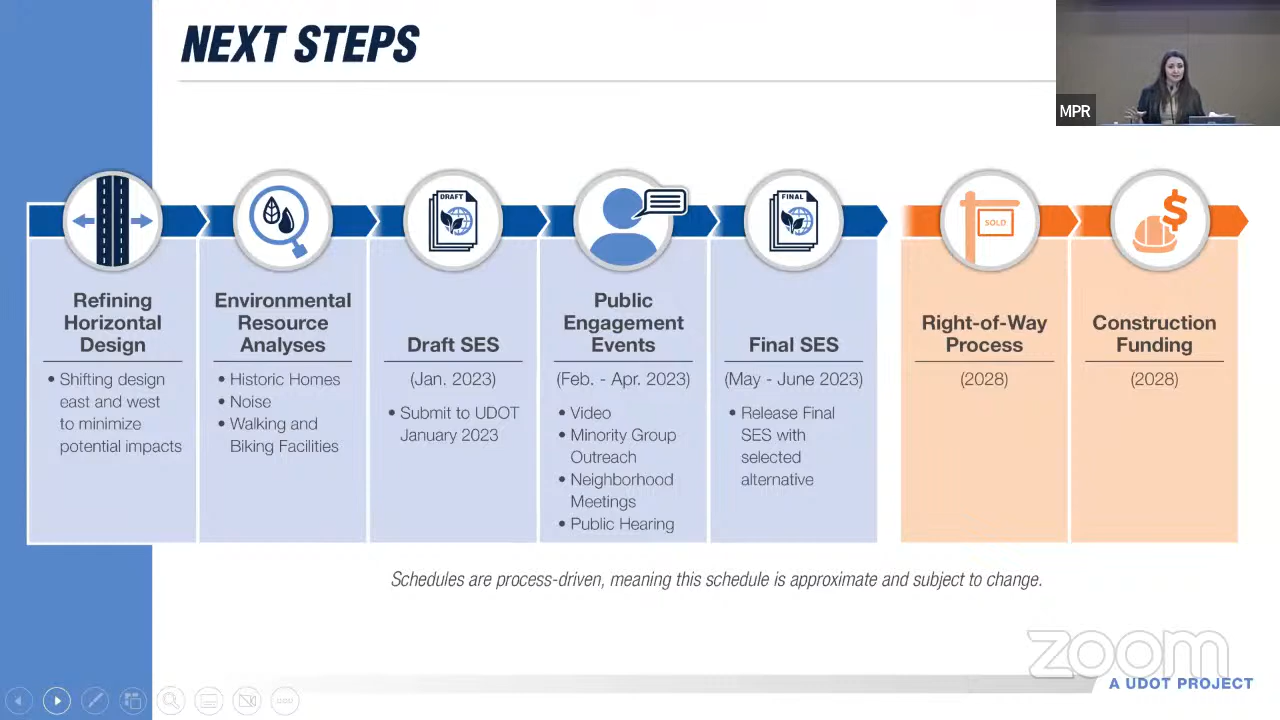 NEXT STEPS
MPR
DRAFT
FINAL
SOLD
$
Refining
Horizontal
Design
• Shifting design
east and west
to minimize
potential impacts
Environmental
Resource
Analyses
• Historic Homes
• Noise
• Walking and
Biking Facilities
Draft SES
(Jan. 2023)
• Submit to UDOT
January 2023
Public
Engagement
Events
(Feb. - Apr. 2023)
• Video
• Minority Group
Outreach
• Neighborhood
Meetings
• Public Hearing
Final SES
(May - June 2023)
• Release Final
SES with
selected
alternative
Right-of-Way
Process
(2028)
Construction
Funding
(2028)
Schedules are process-driven, meaning this schedule is approximate and subject to change.
zoom
A UDOT PROJECT